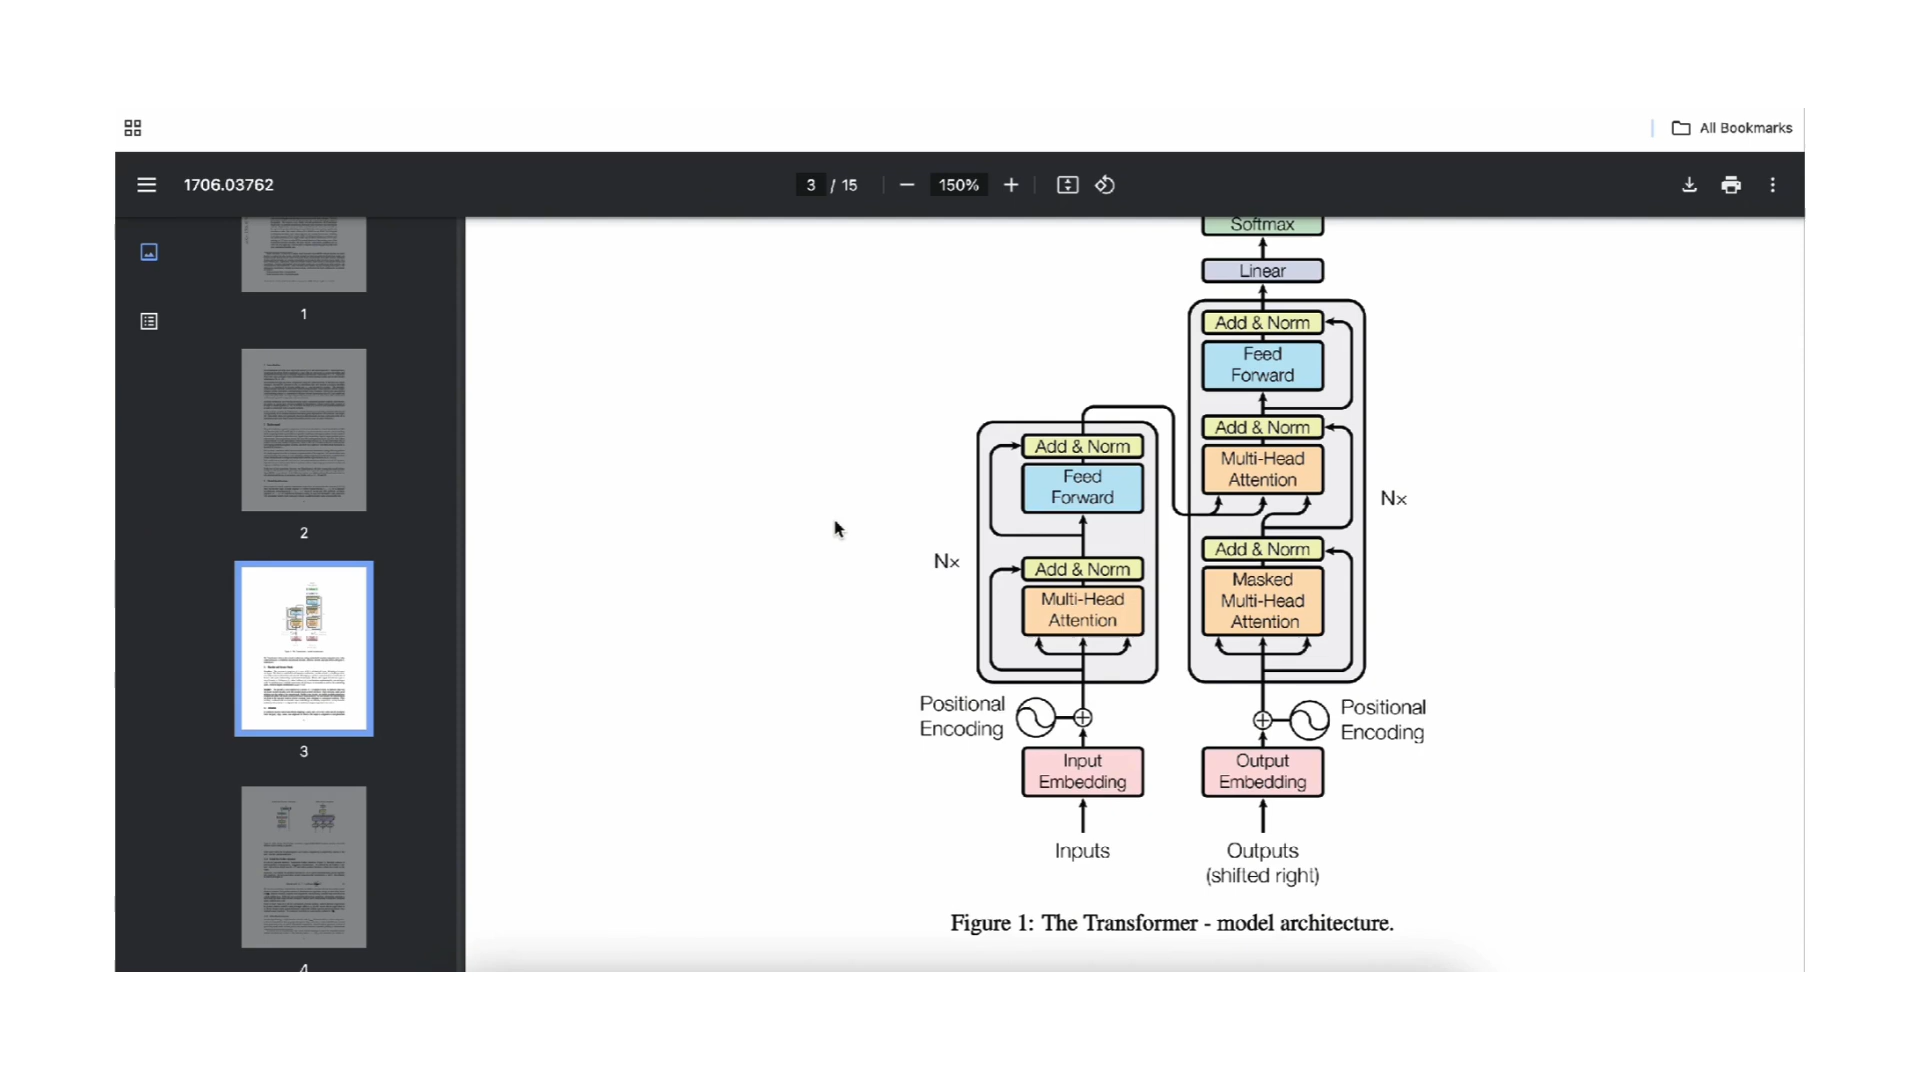 All Bookmarks
1706.03762
3 / 15
150%
1
2
3
4
Softmax
Linear
Add & Norm
Feed
Forward
Add & Norm
Multi-Head
Attention
Nx
Add & Norm
Masked
Multi-Head
Attention
Add & Norm
Feed
Forward
Nx
Add & Norm
Multi-Head
Attention
Positional
Encoding
Positional
Encoding
Input
Embedding
Output
Embedding
Inputs
Outputs
(shifted right)
Figure 1: The Transformer - model architecture.